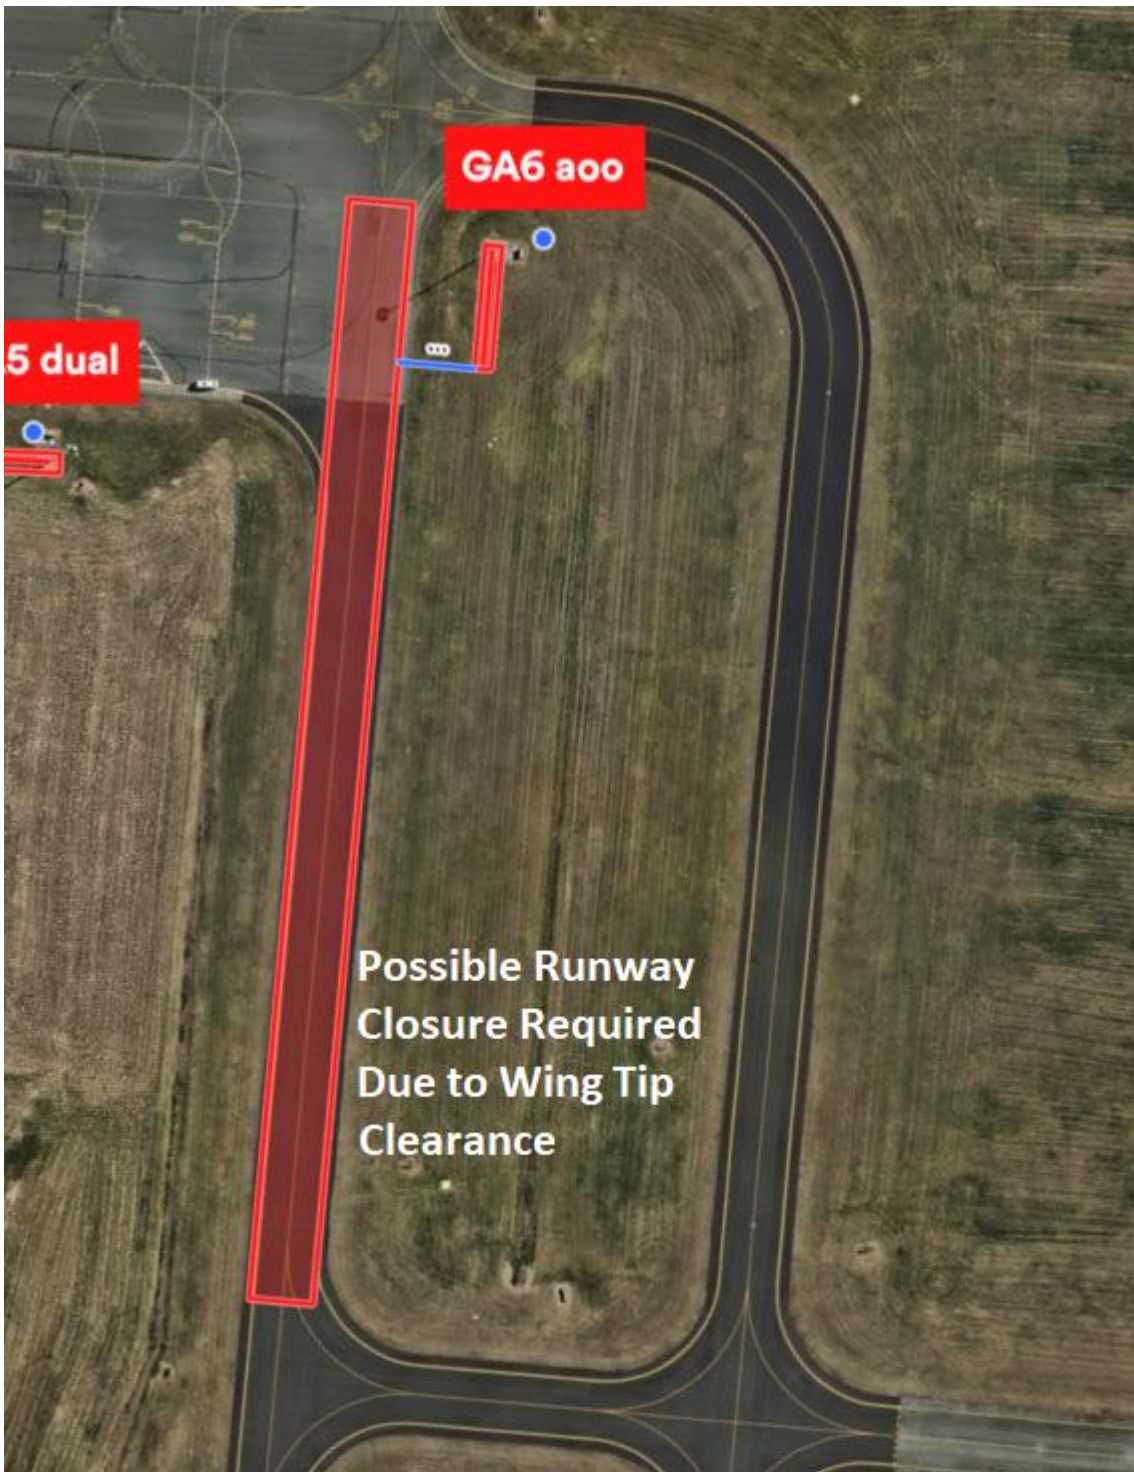 GA6 aoo
.5 dual
Possible Runway
Closure Required
Due to Wing Tip
Clearance